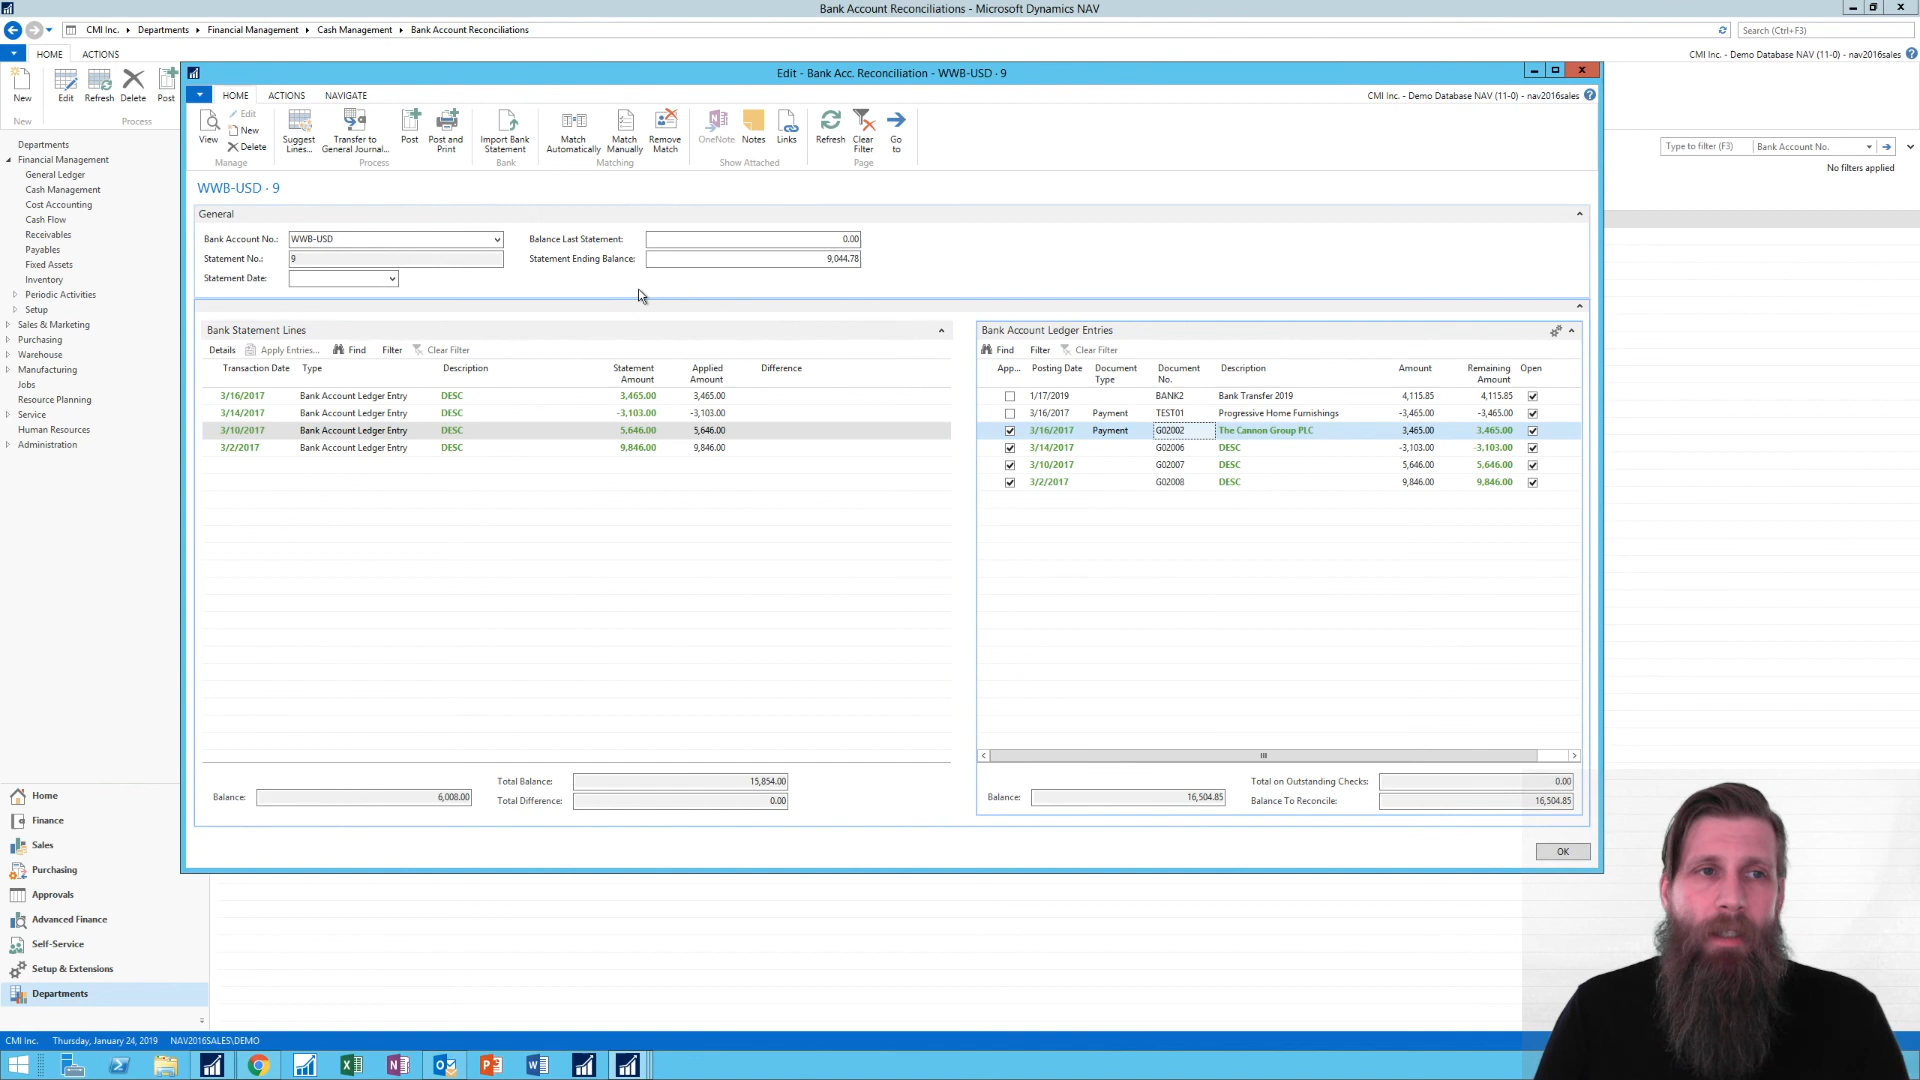 Bank Account Reconciliations - Microsoft Dynamics NAV
CMI Inc. Departments Financial Management Cash Management Bank Account Reconciliations
Search (Ctrl+F3)
HOME ACTIONS
CMI Inc. - Demo Database NAV (11-0) - nav2016sales
New Edit Refresh Delete Post
New Process
Type to filter (F3) Bank Account No.
No filters applied
Departments
Financial Management
General Ledger
Cash Management
Cost Accounting
Cash Flow
Receivables
Payables
Fixed Assets
Inventory
Periodic Activities
Setup
Sales & Marketing
Purchasing
Warehouse
Manufacturing
Jobs
Resource Planning
Service
Human Resources
Administration
Home
Finance
Sales
Purchasing
Approvals
Advanced Finance
Self-Service
Setup & Extensions
Departments
Edit - Bank Acc. Reconciliation - WWB-USD · 9
HOME ACTIONS NAVIGATE
CMI Inc. - Demo Database NAV (11-0) - nav2016sales
View
Edit
New
Delete
Suggest Lines...
Transfer to General Journal...
Post
Post and Print
Import Bank Statement
Match Automatically
Match Manually
Remove Match
OneNote
Notes
Links
Refresh
Clear Filter
Go to
Manage Process Bank Matching Show Attached Page
WWB-USD · 9
General
Bank Account No.: WWB-USD Balance Last Statement: 0.00
Statement No.: 9 Statement Ending Balance: 9,044.78
Statement Date:
Bank Statement Lines
Details Apply Entries... Find Filter Clear Filter
Transaction Date Type Description Statement Amount Applied Amount Difference
3/16/2017 Bank Account Ledger Entry DESC 3,465.00 3,465.00
3/14/2017 Bank Account Ledger Entry DESC -3,103.00 -3,103.00
3/10/2017 Bank Account Ledger Entry DESC 5,646.00 5,646.00
3/2/2017 Bank Account Ledger Entry DESC 9,846.00 9,846.00
Balance: 6,008.00
Total Balance: 15,854.00
Total Difference: 0.00
Bank Account Ledger Entries
Find Filter Clear Filter
App... Posting Date Document Type Document No. Description Amount Remaining Amount Open
1/17/2019 BANK2 Bank Transfer 2019 4,115.85 4,115.85
3/16/2017 Payment TEST01 Progressive Home Furnishings -3,465.00 -3,465.00
3/16/2017 Payment G02002 The Cannon Group PLC 3,465.00 3,465.00
3/14/2017 G02006 DESC -3,103.00 -3,103.00
3/10/2017 G02007 DESC 5,646.00 5,646.00
3/2/2017 G02008 DESC 9,846.00 9,846.00
Balance: 16,504.85
Total on Outstanding Checks: 0.00
Balance To Reconcile: 16,504.85
OK
CMI Inc. Thursday, January 24, 2019 NAV2016SALES\DEMO